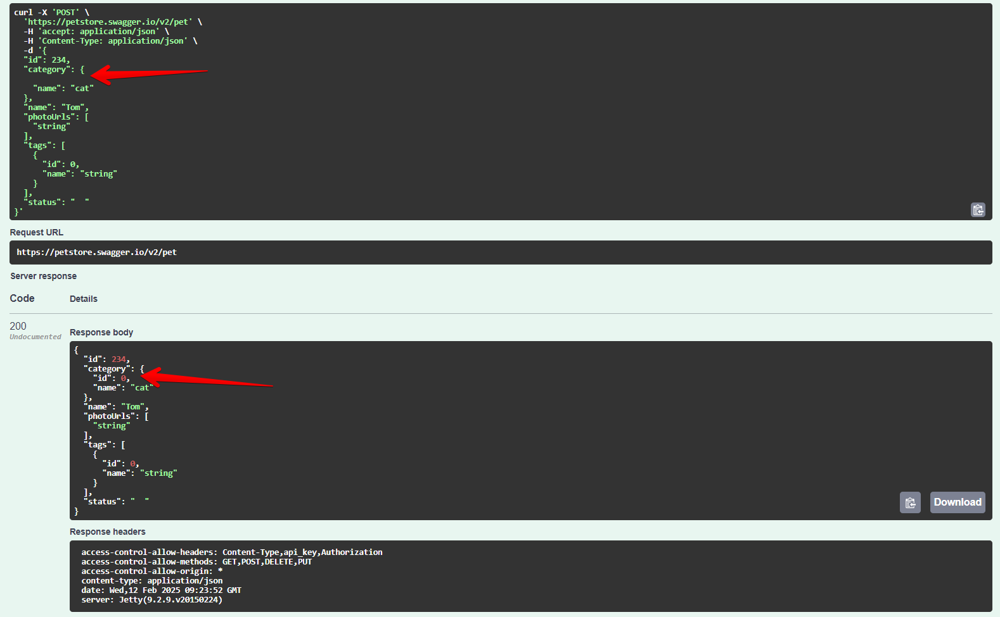 curl -X 'POST' \
  'https://petstore.swagger.io/v2/pet' \
  -H 'accept: application/json' \
  -H 'Content-Type: application/json' \
  -d '{
  "id": 234,
  "category": {
    "name": "cat"
  },
  "name": "Tom",
  "photoUrls": [
    "string"
  ],
  "tags": [
    {
      "id": 0,
      "name": "string"
    }
  ],
  "status": "  "
}'
Request URL
https://petstore.swagger.io/v2/pet
Server response
Code Details
200
Undocumented
Response body
{
  "id": 234,
  "category": {
    "id": 0,
    "name": "cat"
  },
  "name": "Tom",
  "photoUrls": [
    "string"
  ],
  "tags": [
    {
      "id": 0,
      "name": "string"
    }
  ],
  "status": "  "
}
Download
Response headers
access-control-allow-headers: Content-Type,api_key,Authorization
access-control-allow-methods: GET,POST,DELETE,PUT
access-control-allow-origin: *
content-type: application/json
date: Wed,12 Feb 2025 09:23:52 GMT
server: Jetty(9.2.9.v20150224)